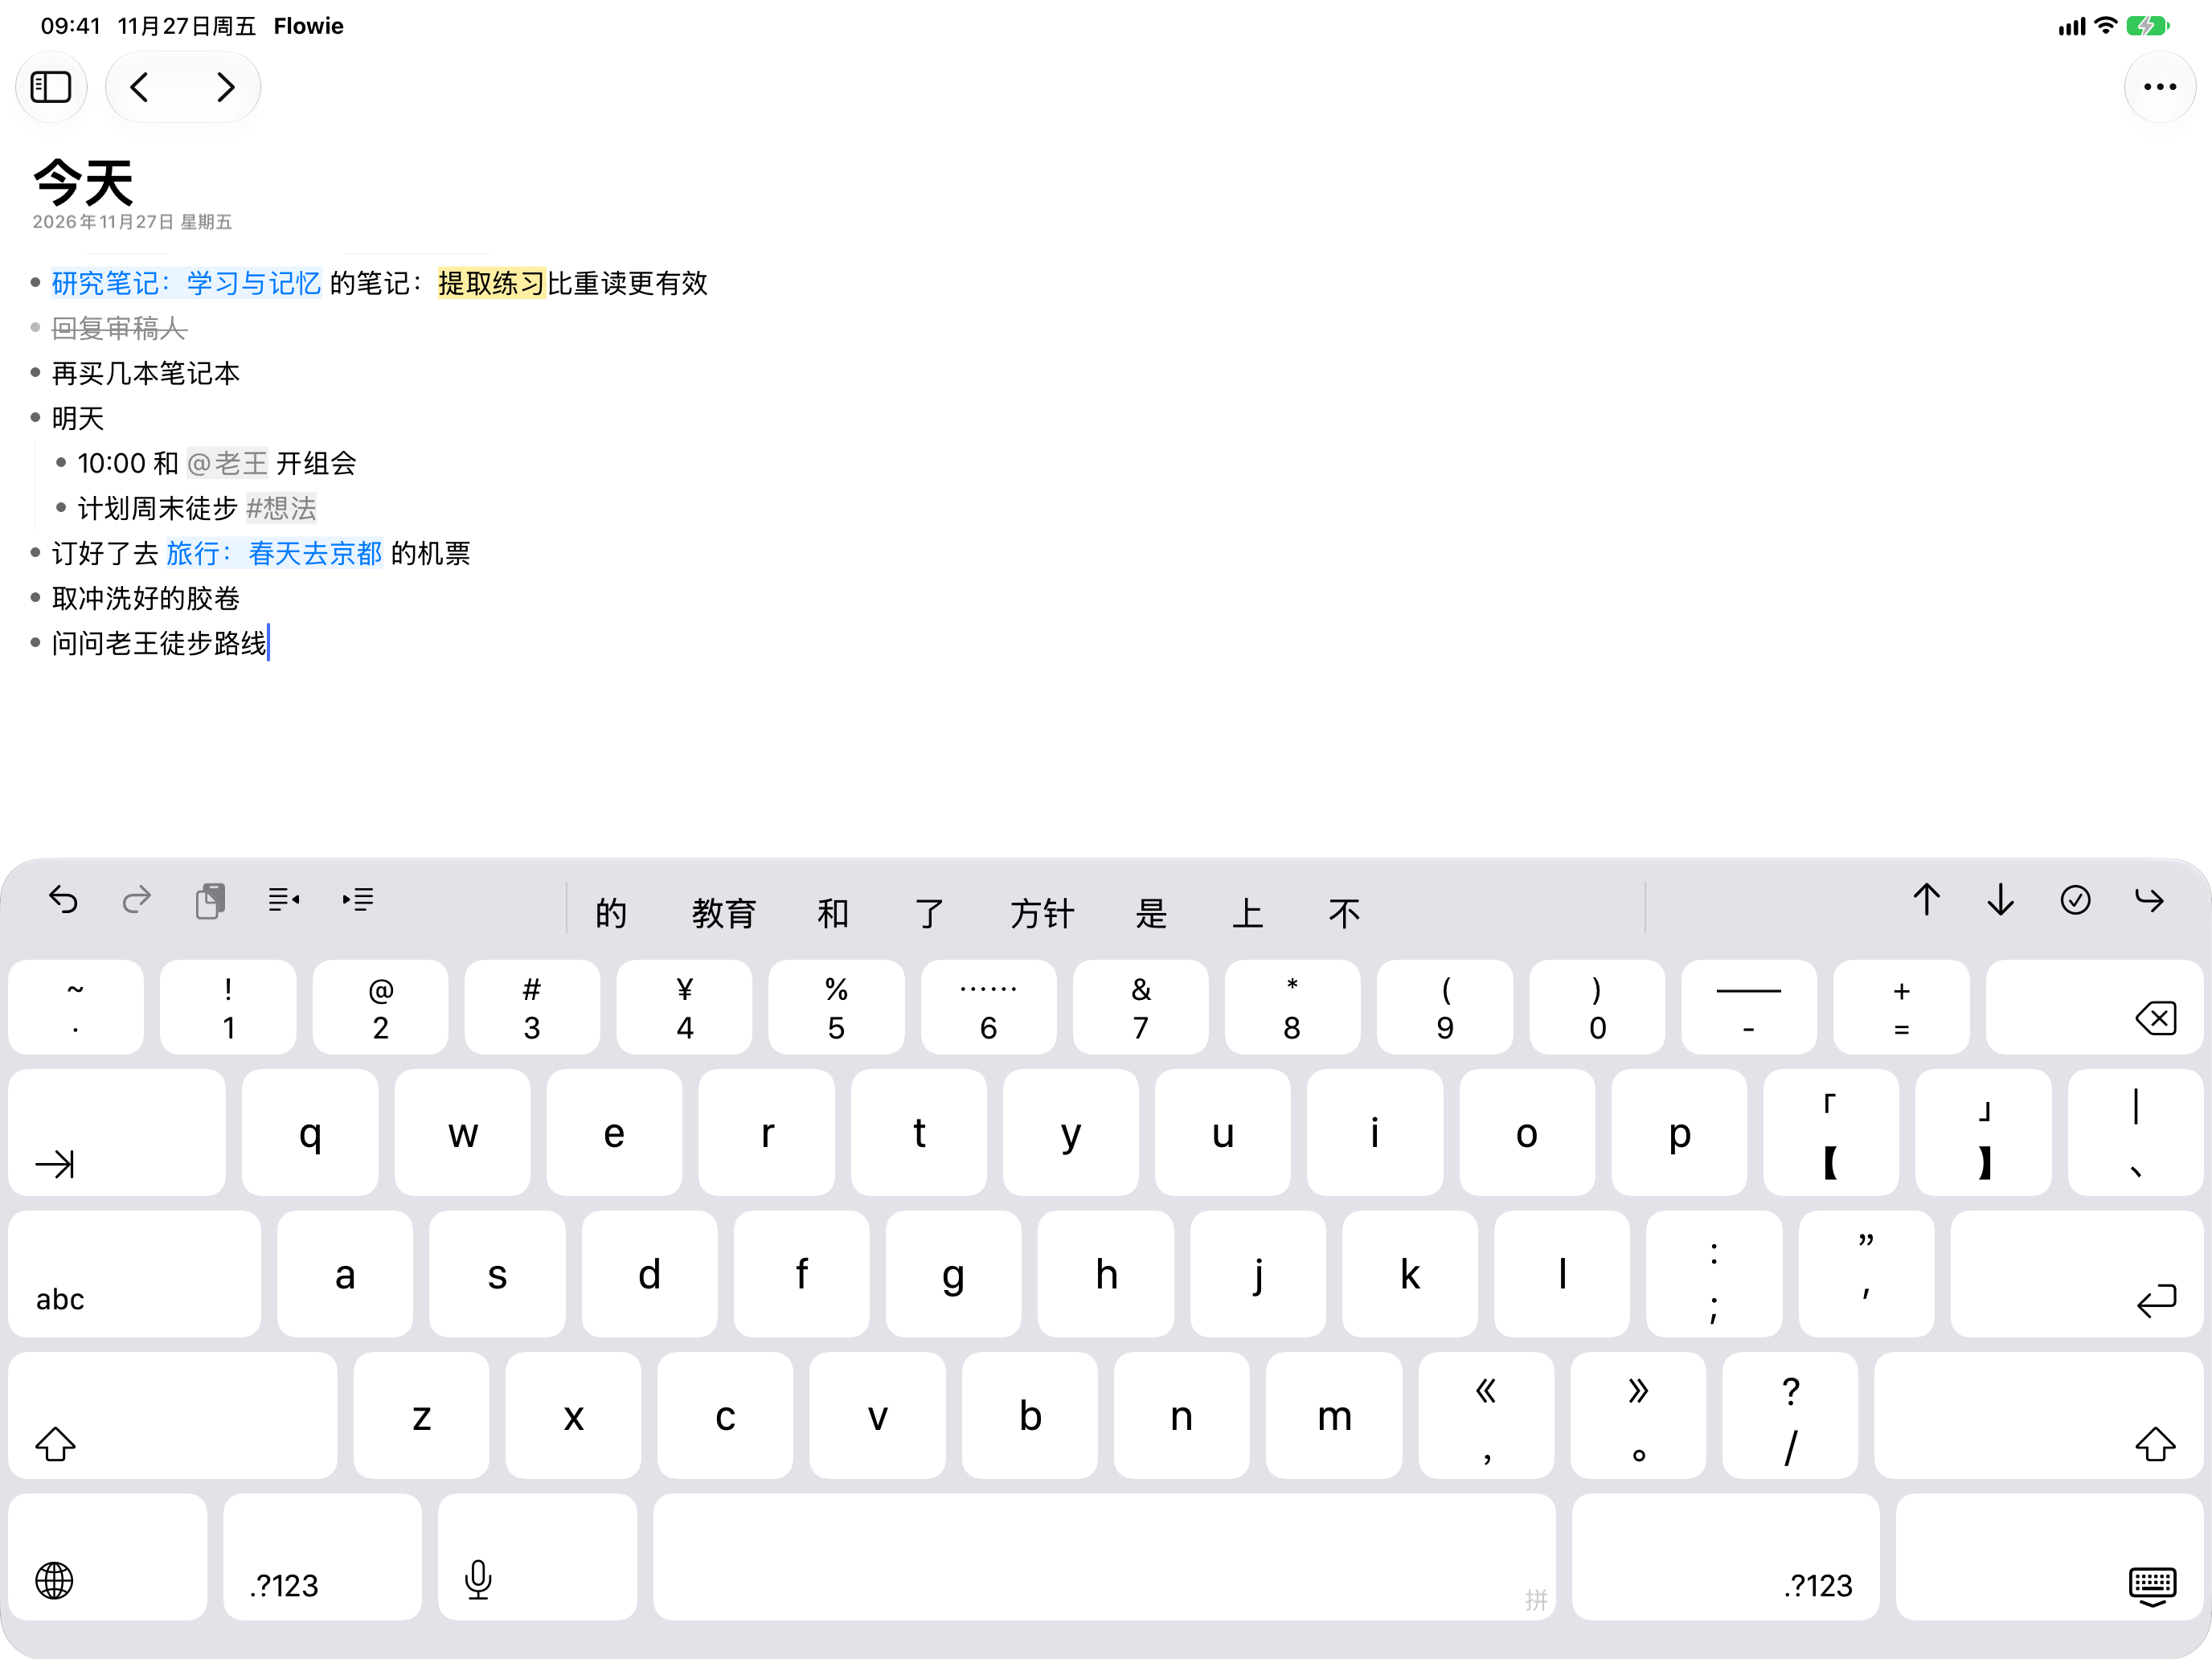 09:41 11月27日周五 Flowie
今天
2026年11月27日 星期五
研究笔记：学习与记忆 的笔记：提取练习比重读更有效
回复审稿人
再买几本笔记本
明天
10:00 和 @老王 开组会
计划周末徒步 #想法
订好了去 旅行：春天去京都 的机票
取冲洗好的胶卷
问问老王徒步路线
的 教育 和 了 方针 是 上 不
~ ! @ # ¥ % …… & * ( ) —— +
· 1 2 3 4 5 6 7 8 9 0 - =
q w e r t y u i o p 「 」 |
【 】 、
abc a s d f g h j k l : ”
; ’
z x c v b n m 《 》 ?
, 。 /
.?123 拼 .?123